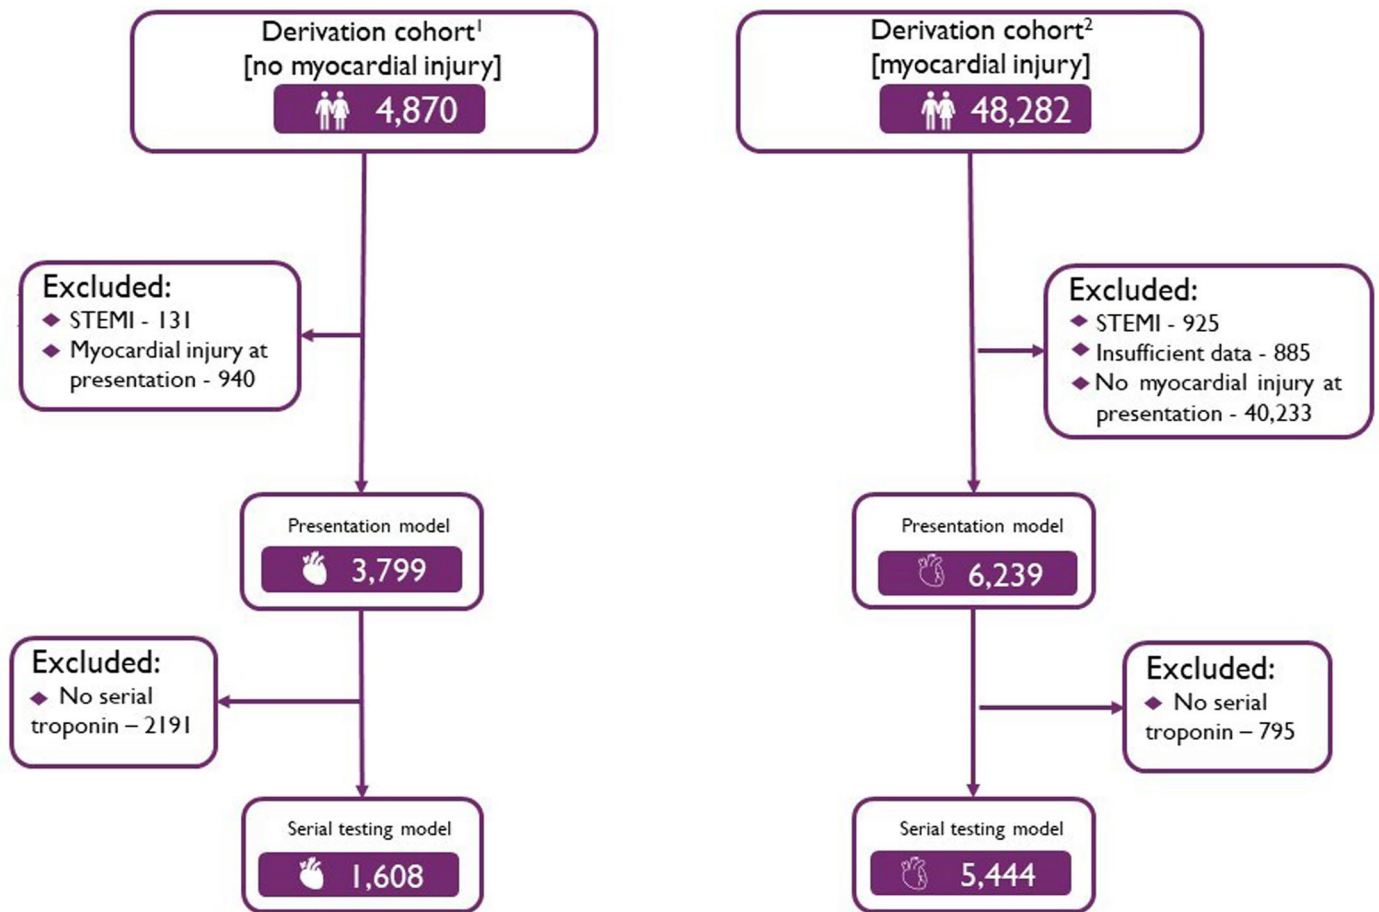 Derivation cohort¹
[no myocardial injury]
4,870
Excluded:
STEMI - 131
Myocardial injury at
presentation - 940
Presentation model
3,799
Excluded:
No serial
troponin – 2191
Serial testing model
1,608
Derivation cohort²
[myocardial injury]
48,282
Excluded:
STEMI - 925
Insufficient data - 885
No myocardial injury at
presentation - 40,233
Presentation model
6,239
Excluded:
No serial
troponin – 795
Serial testing model
5,444